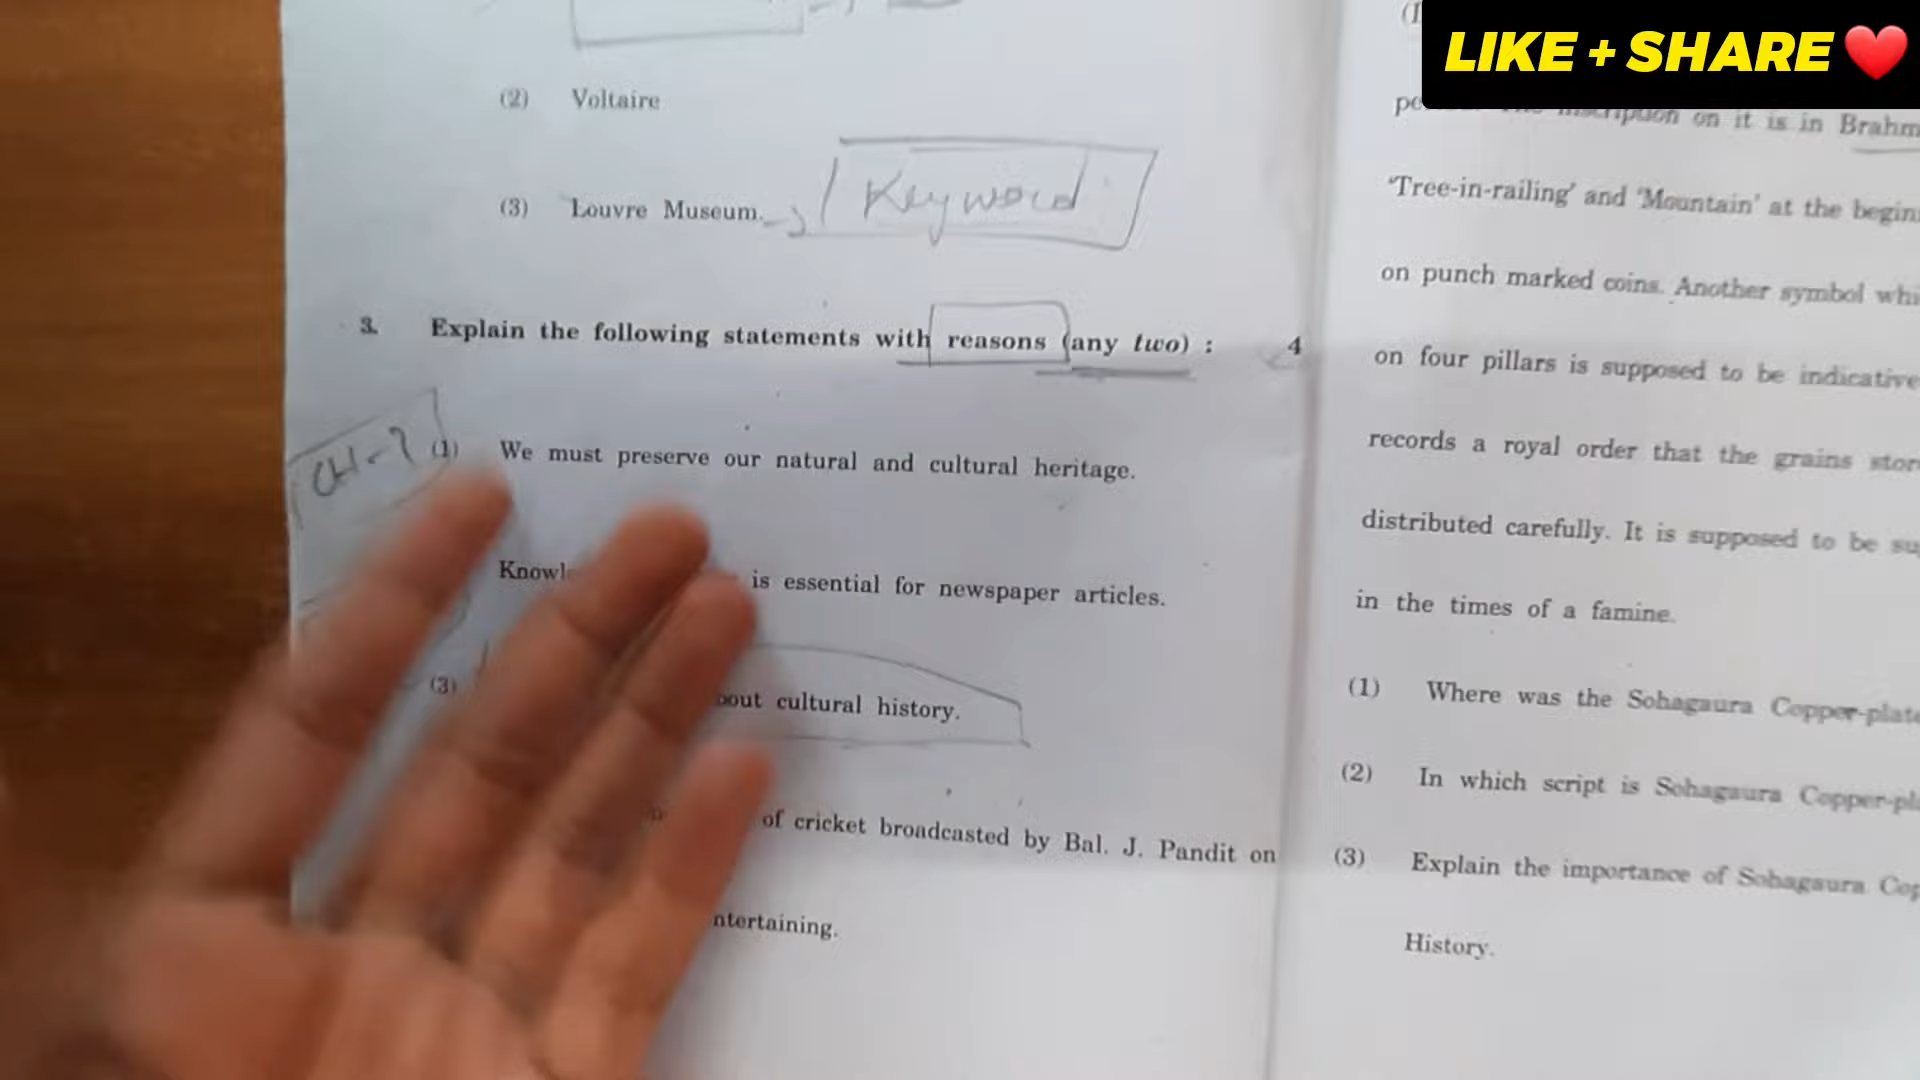 LIKE + SHARE ❤
(2) Voltaire
(3) Louvre Museum.
Keyword
3. Explain the following statements with reasons (any two) : 4
CH-
(1) We must preserve our natural and cultural heritage.
is essential for newspaper articles.
(3) cultural history.
of cricket broadcasted by Bal. J. Pandit on
ntertaining.
inscription on it is in Brahm
'Tree-in-railing' and 'Mountain' at the begin
on punch marked coins. Another symbol whi
on four pillars is supposed to be indicative
records a royal order that the grains stor
distributed carefully. It is supposed to be su
in the times of a famine.
(1) Where was the Sohagaura Copper-plate
(2) In which script is Sohagaura Copper-pl
(3) Explain the importance of Sohagaura Cop
History.